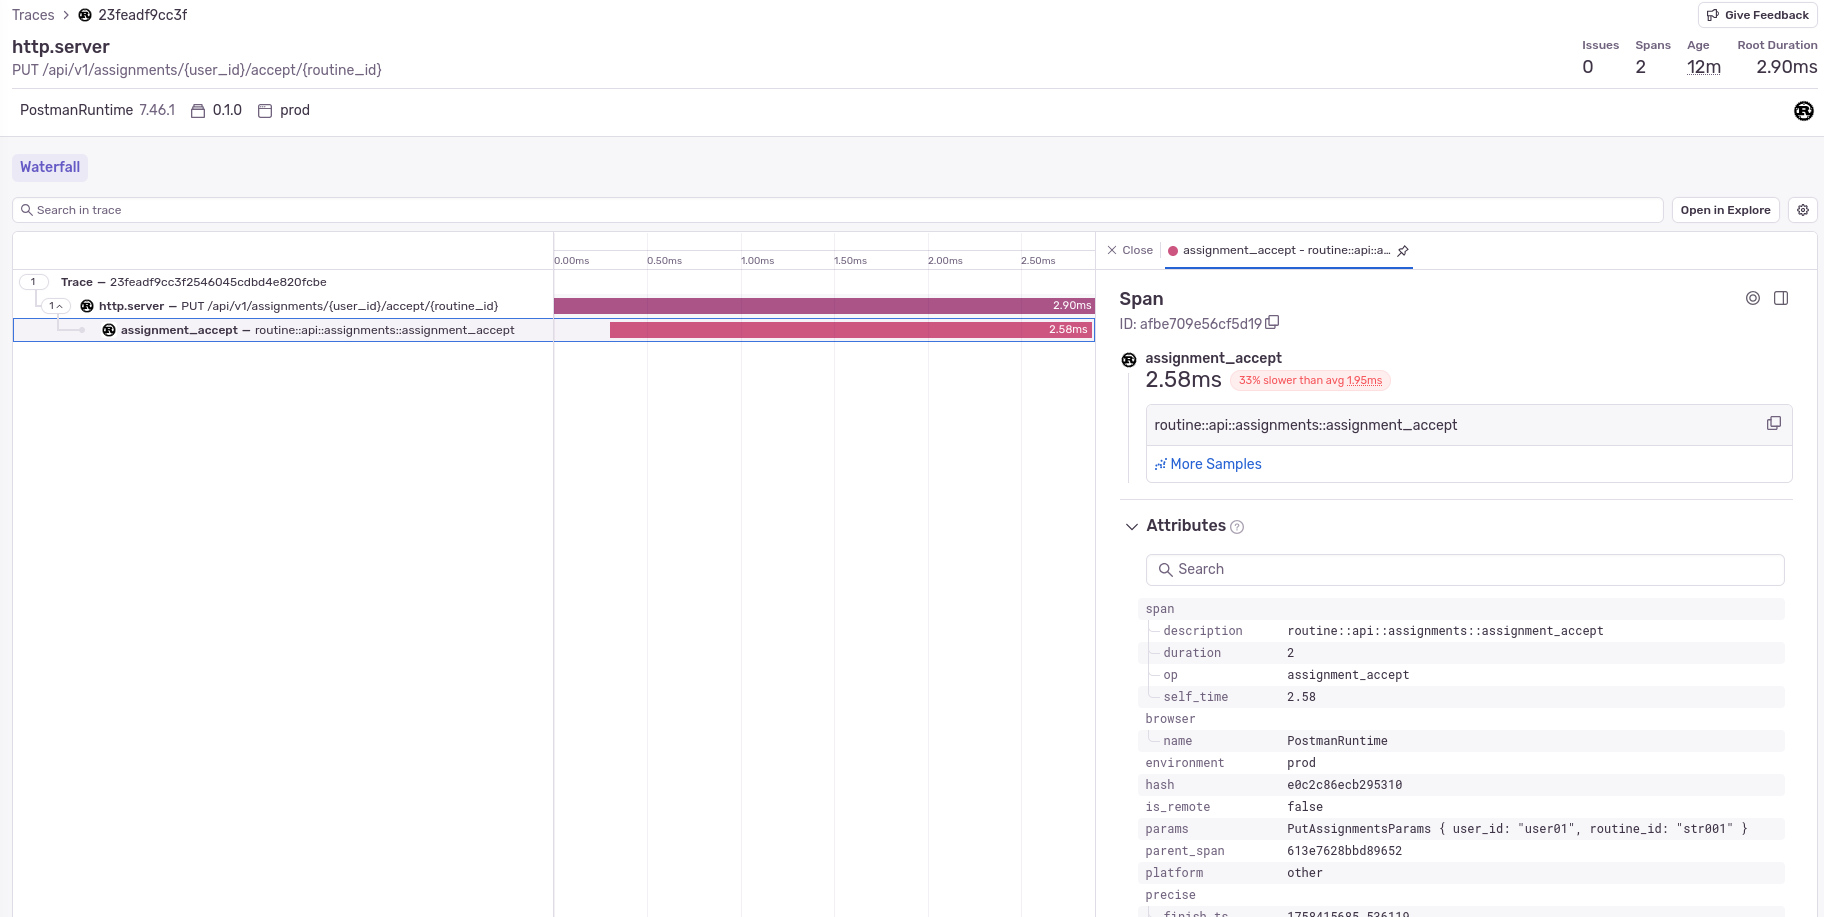 Traces > 23feadf9cc3f
Give Feedback
http.server
PUT /api/v1/assignments/{user_id}/accept/{routine_id}
Issues Spans Age Root Duration
0 2 12m 2.90ms
PostmanRuntime 7.46.1 0.1.0 prod
Waterfall
Search in trace
Open in Explore
0.00ms 0.50ms 1.00ms 1.50ms 2.00ms 2.50ms
1 Trace — 23feadf9cc3f2546045cdbd4e820fcbe
1 http.server — PUT /api/v1/assignments/{user_id}/accept/{routine_id} 2.90ms
assignment_accept — routine::api::assignments::assignment_accept 2.58ms
Close assignment_accept - routine::api::a...
Span
ID: afbe709e56cf5d19
assignment_accept
2.58ms 33% slower than avg 1.95ms
routine::api::assignments::assignment_accept
More Samples
Attributes ?
Search
span
description routine::api::assignments::assignment_accept
duration 2
op assignment_accept
self_time 2.58
browser
name PostmanRuntime
environment prod
hash e0c2c86ecb295310
is_remote false
params PutAssignmentsParams { user_id: "user01", routine_id: "str001" }
parent_span 613e7628bbd89652
platform other
precise
finish_ts 1758415685.536119